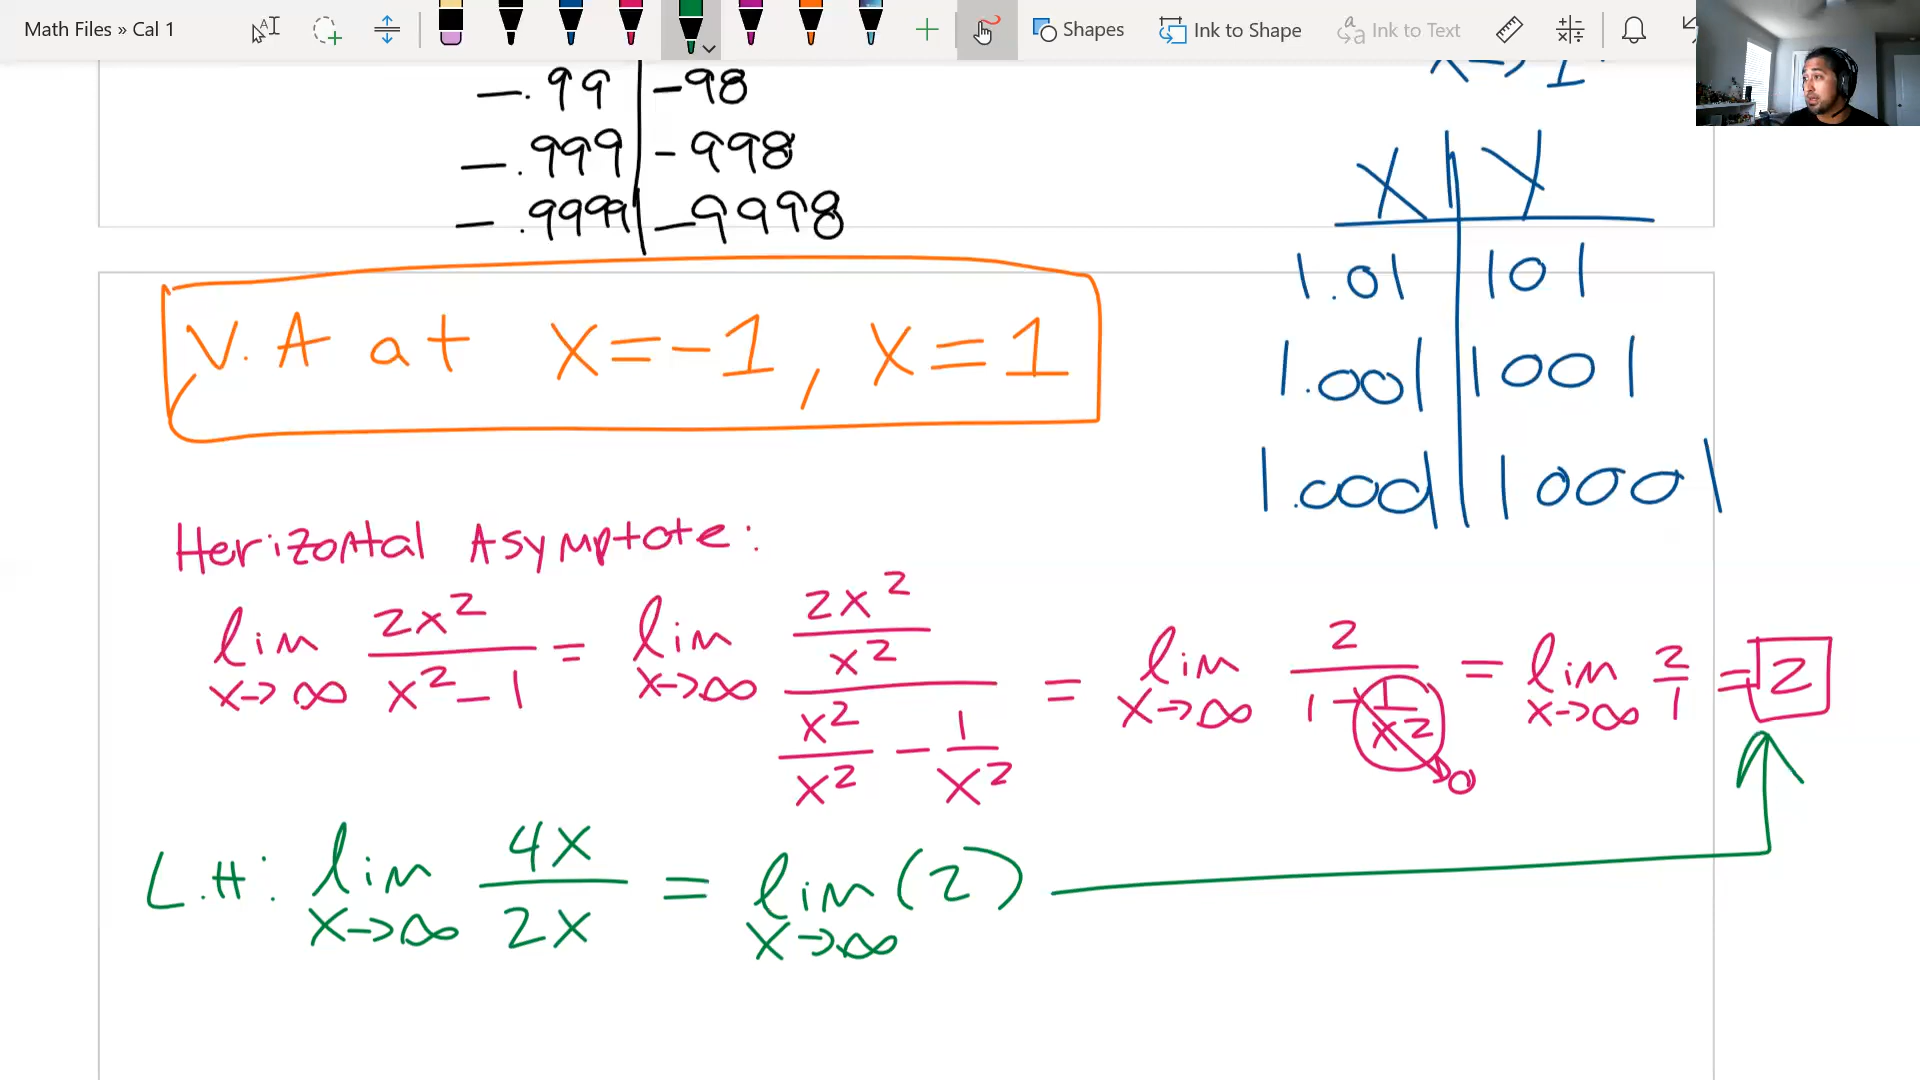 Math Files » Cal 1
Shapes
Ink to Shape
Ink to Text
-.99 | -98
-.999 | -998
-.9999 | -9998
x→1
X | Y
1.01 | 101
1.001 | 1001
1.0001 | 10001
V.A at x=-1, x=1
Horizontal Asymptote:
lim x→∞ 2x²/(x²-1) = lim x→∞ (2x²/x²)/(x²/x² - 1/x²) = lim x→∞ 2/(1-1/x²) →0 = lim x→∞ 2/1 = 2
L.H: lim x→∞ 4x/2x = lim x→∞ (2)